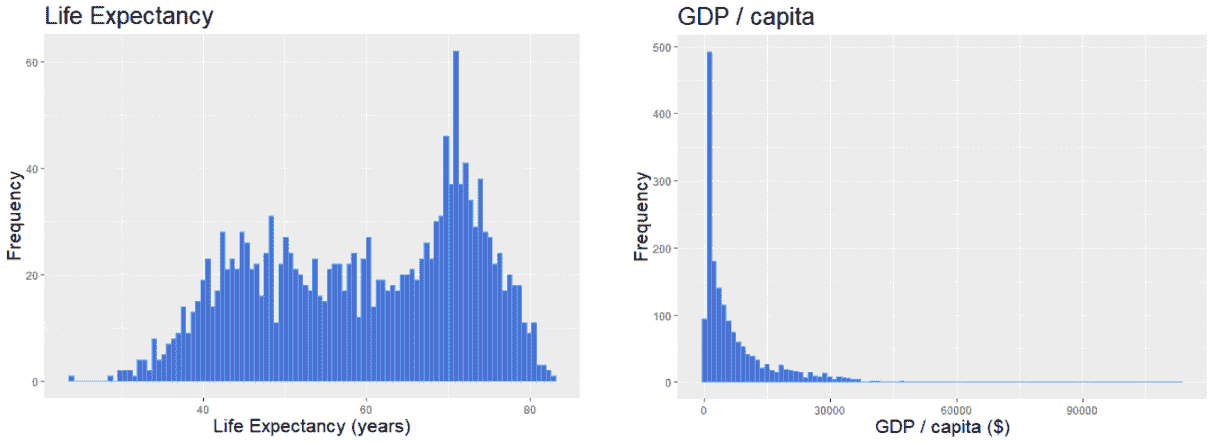 Life Expectancy
60
40
20
0
Frequency
40 60 80
Life Expectancy (years)
GDP / capita
500
400
300
200
100
0
Frequency
0 30000 60000 90000
GDP / capita ($)